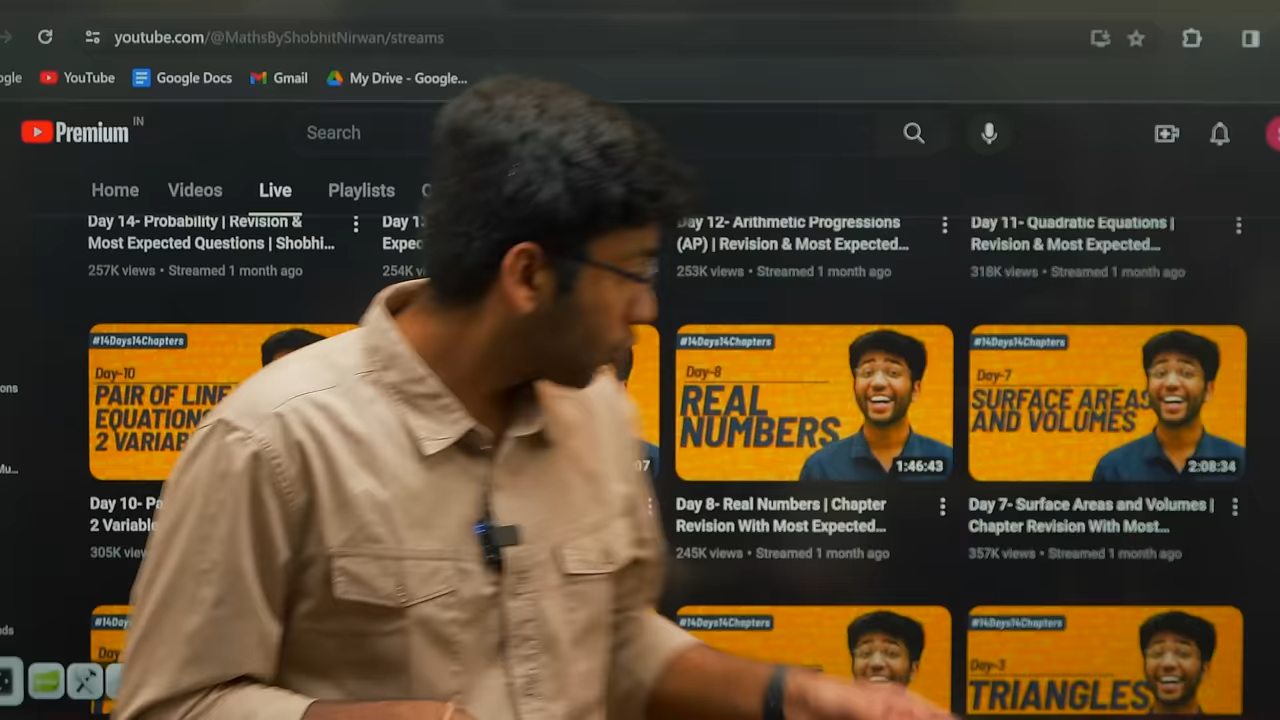 youtube.com/@MathsByShobhitNirwan/streams
YouTube
Google Docs
Gmail
My Drive - Google...
Premium IN
Search
Home
Videos
Live
Playlists
Day 14- Probability | Revision &
Most Expected Questions | Shobhi...
257K views • Streamed 1 month ago
254K
Day 12- Arithmetic Progressions
(AP) | Revision & Most Expected...
253K views • Streamed 1 month ago
Day 11- Quadratic Equations |
Revision & Most Expected...
318K views • Streamed 1 month ago
#14Days14Chapters
Day-10
PAIR OF LINE
EQUATIONS
2 VARIAB
Day 10- Pa
2 Variable
305K view
#14Days14Chapters
Day-8
REAL
NUMBERS
1:46:43
Day 8- Real Numbers | Chapter
Revision With Most Expected...
245K views • Streamed 1 month ago
#14Days14Chapters
Day-7
SURFACE AREAS
AND VOLUMES
2:08:34
Day 7- Surface Areas and Volumes |
Chapter Revision With Most...
357K views • Streamed 1 month ago
#14Day
Day
#14Days14Chapters
#14Days14Chapters
Day-3
TRIANGLES